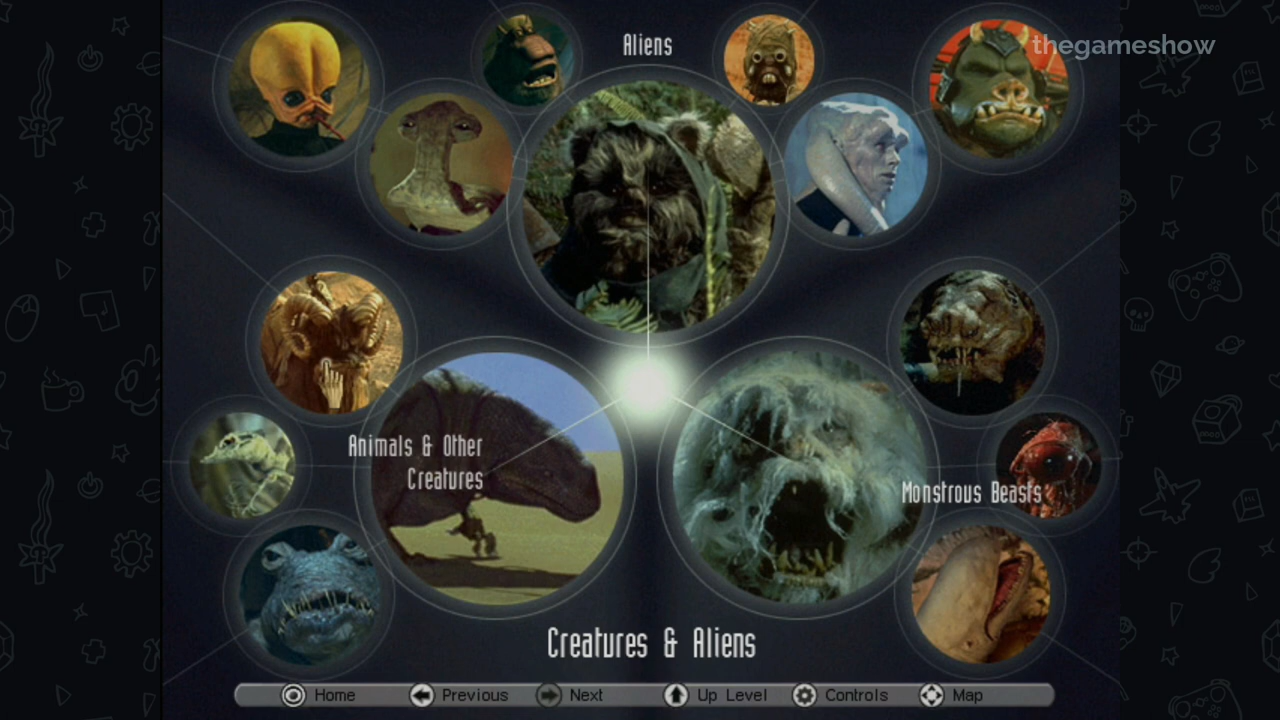 Aliens
thegameshow
Animals & Other
Creatures
Monstrous Beasts
Creatures & Aliens
Home
Previous
Next
Up Level
Controls
Map